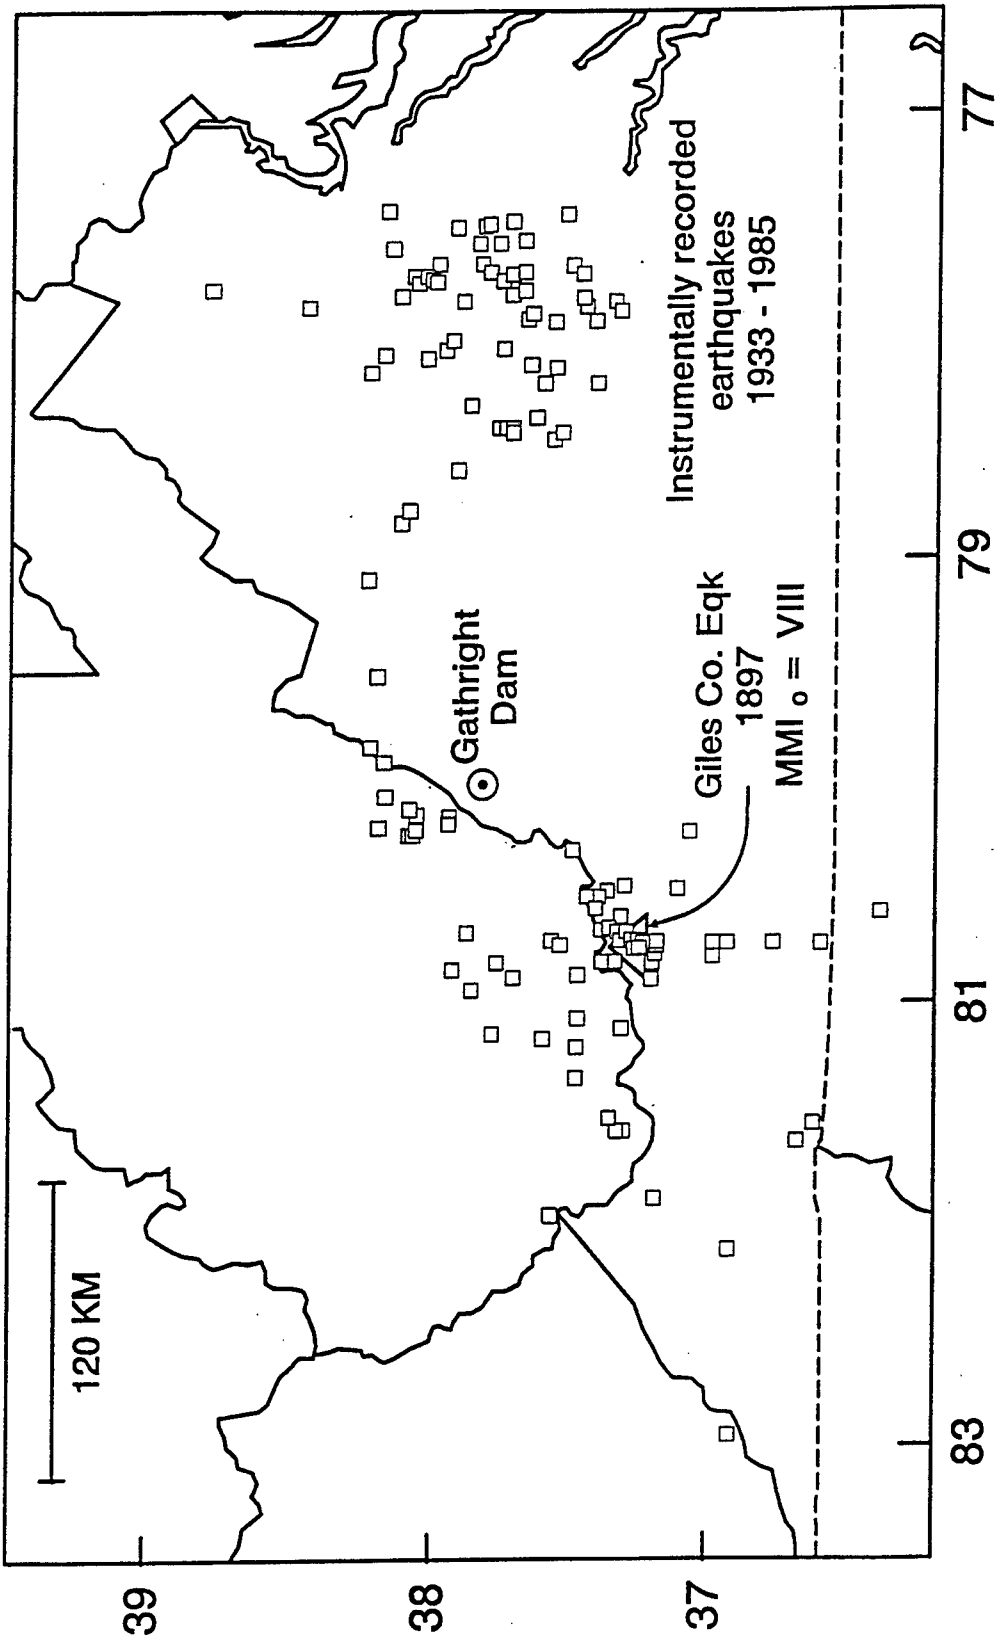 39
38
37
83
81
79
77
120 KM
Gathright
Dam
Giles Co. Eqk
1897
MMI o = VIII
Instrumentally recorded
earthquakes
1933 - 1985